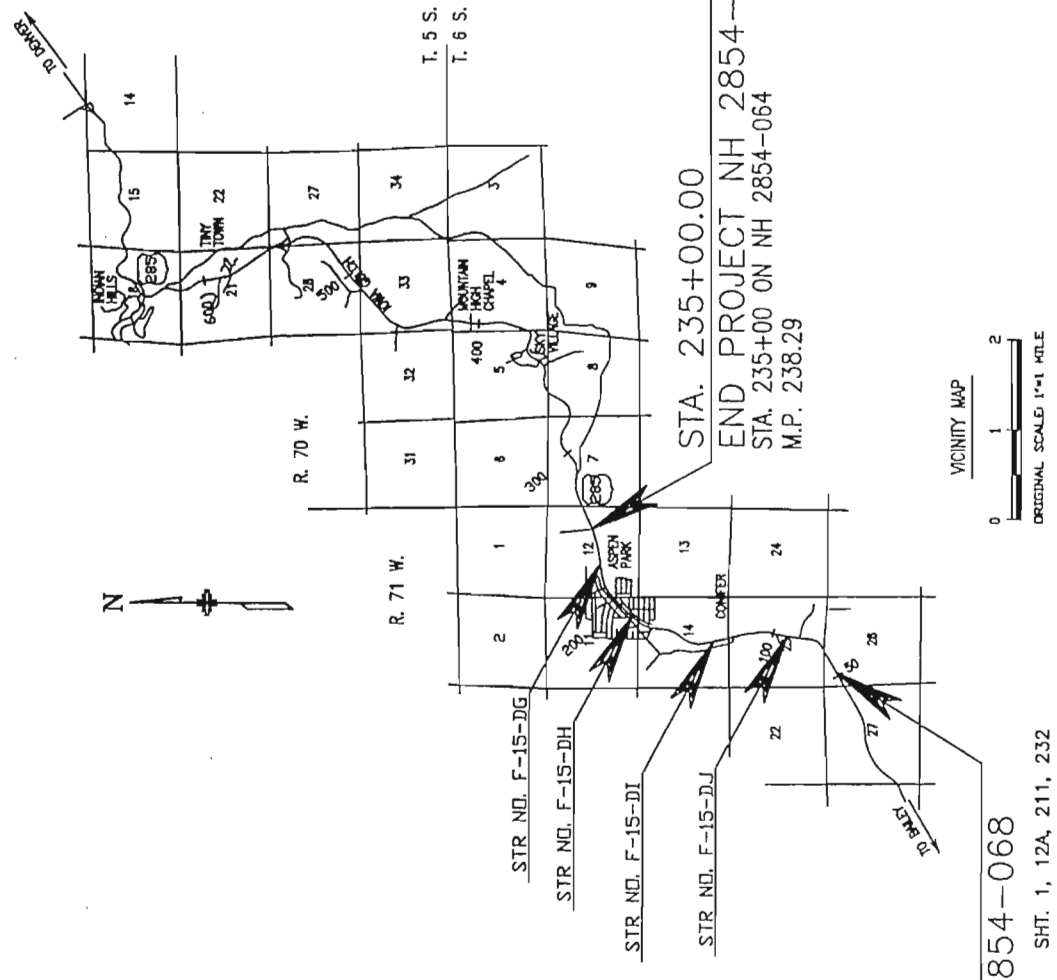 TO DENVER
T. 5 S.
T. 6 S.
14
15
22
27
34
3
INDIAN
HILLS
18
285
TINY
TOWN
600
21
28
500
33
MOUNTAIN
HIGH
CHAPEL
4
400
SKY
VILLAGE
9
32
5
8
R. 70 W.
31
6
300
7
285
N
R. 71 W.
1
12
ASPEN
PARK
13
24
2
200
11
14
CONIFER
100
23
26
22
27
TO BAILEY
STA. 235+00.00
END PROJECT NH 2854-
STA. 235+00 ON NH 2854-064
M.P. 238.29
STR NO. F-15-DG
STR NO. F-15-DH
STR NO. F-15-DI
STR NO. F-15-DJ
VICINITY MAP
0 1 2
ORIGINAL SCALE: 1"=1 MILE
854-068
SHT. 1, 12A, 211, 232